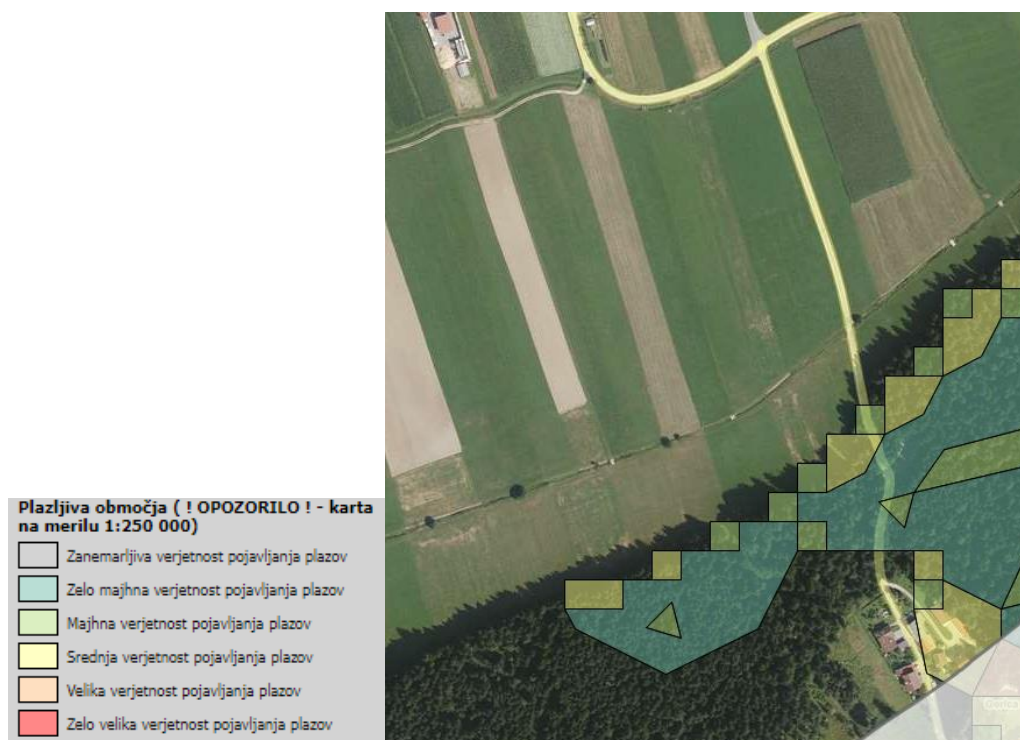 Plazljiva območja ( ! OPOZORILO ! - karta
na merilu 1:250 000)
Zanemarljiva verjetnost pojavljanja plazov
Zelo majhna verjetnost pojavljanja plazov
Majhna verjetnost pojavljanja plazov
Srednja verjetnost pojavljanja plazov
Velika verjetnost pojavljanja plazov
Zelo velika verjetnost pojavljanja plazov